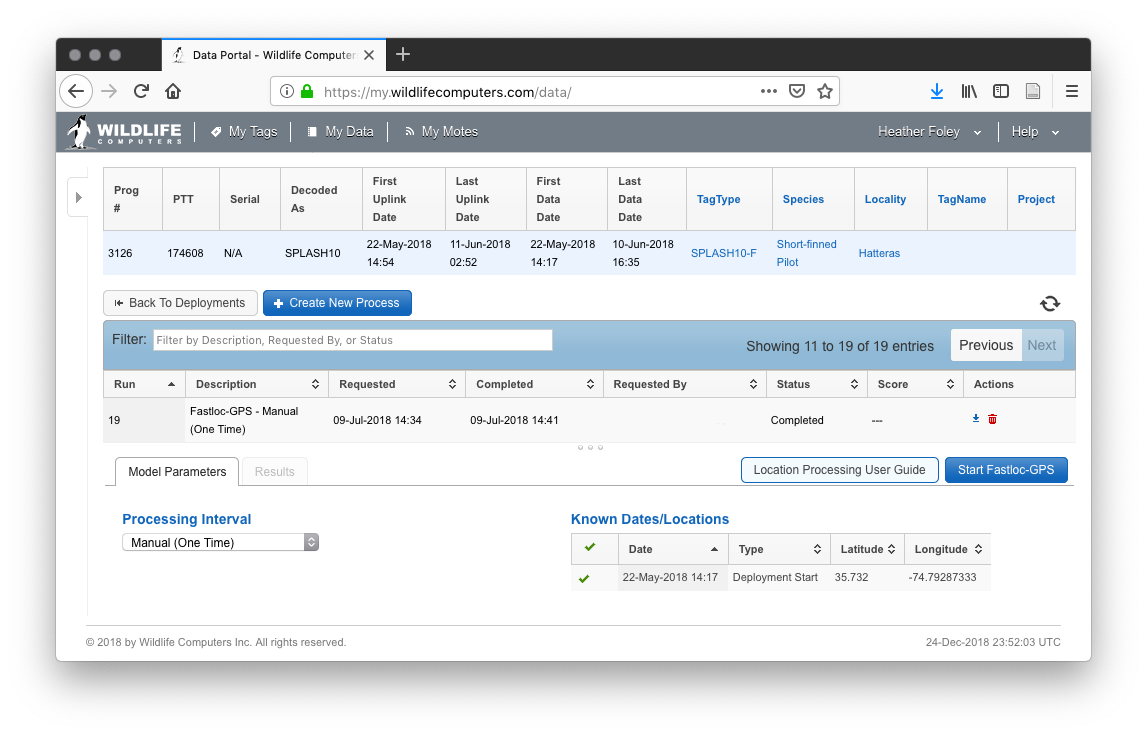 Data Portal - Wildlife Computer
https://my.wildlifecomputers.com/data/
WILDLIFE
COMPUTERS
My Tags
My Data
My Motes
Heather Foley
Help
Prog
#
PTT
Serial
Decoded
As
First
Uplink
Date
Last
Uplink
Date
First
Data
Date
Last
Data
Date
TagType
Species
Locality
TagName
Project
3126
174608
N/A
SPLASH10
22-May-2018
14:54
11-Jun-2018
02:52
22-May-2018
14:17
10-Jun-2018
16:35
SPLASH10-F
Short-finned
Pilot
Hatteras
Back To Deployments
Create New Process
Filter:
Filter by Description, Requested By, or Status
Showing 11 to 19 of 19 entries
Previous
Next
Run
Description
Requested
Completed
Requested By
Status
Score
Actions
19
Fastloc-GPS - Manual
(One Time)
09-Jul-2018 14:34
09-Jul-2018 14:41
Completed
---
Model Parameters
Results
Location Processing User Guide
Start Fastloc-GPS
Processing Interval
Manual (One Time)
Known Dates/Locations
Date
Type
Latitude
Longitude
22-May-2018 14:17
Deployment Start
35.732
-74.79287333
© 2018 by Wildlife Computers Inc. All rights reserved.
24-Dec-2018 23:52:03 UTC